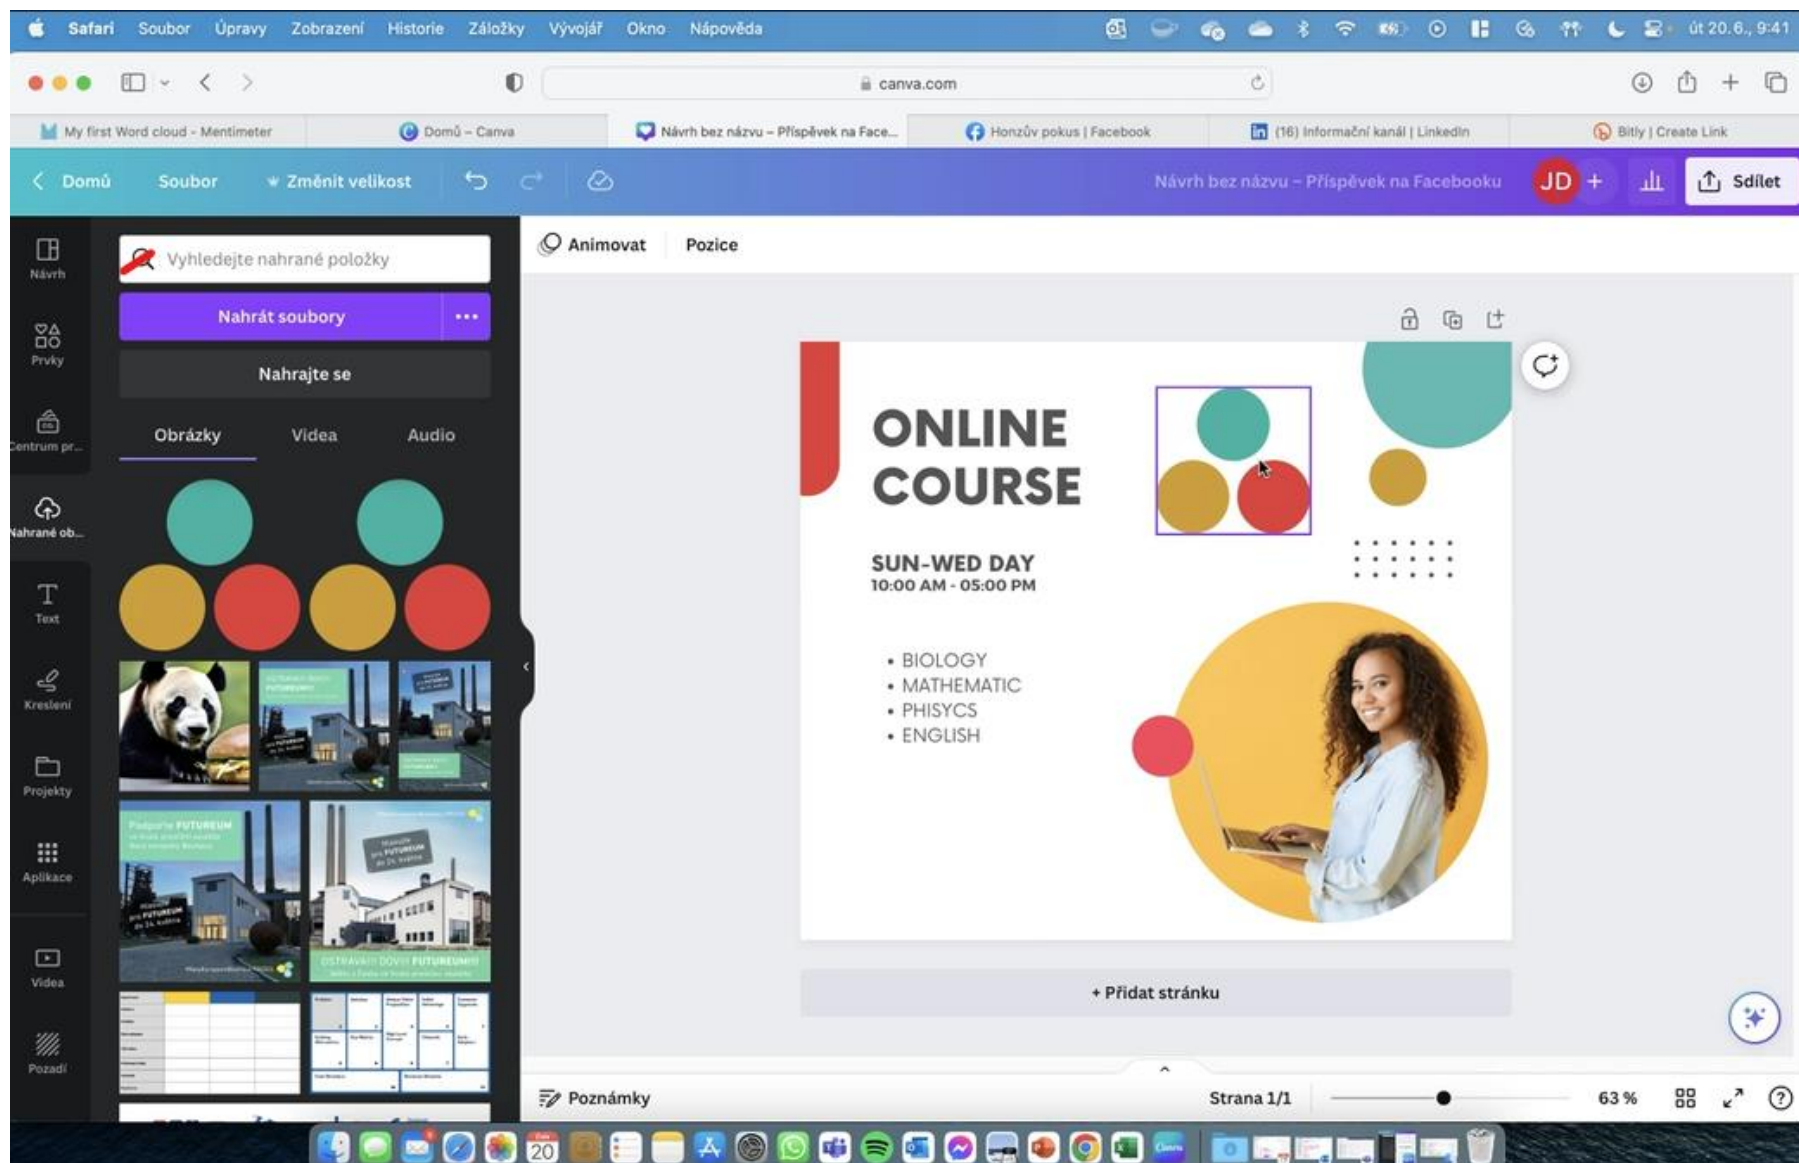 Safari Soubor Úpravy Zobrazení Historie Záložky Vývojář Okno Nápověda út 20.6., 9:41
canva.com
My first Word cloud - Mentimeter Domů – Canva Návrh bez názvu – Příspěvek na Face... Honzův pokus | Facebook (16) Informační kanál | LinkedIn Bitly | Create Link
Domů Soubor Změnit velikost Návrh bez názvu – Příspěvek na Facebooku JD + Sdílet
Návrh
Prvky
Centrum pr...
Nahrané ob...
Text
Kreslení
Projekty
Aplikace
Videa
Pozadí
Vyhledejte nahrané položky
Nahrát soubory
Nahrajte se
Obrázky Videa Audio
Podpořte FUTUREUM
FUTUREUM
Animovat Pozice
ONLINE
COURSE
SUN-WED DAY
10:00 AM - 05:00 PM
• BIOLOGY
• MATHEMATIC
• PHISYCS
• ENGLISH
+ Přidat stránku
Poznámky Strana 1/1 63 %
20